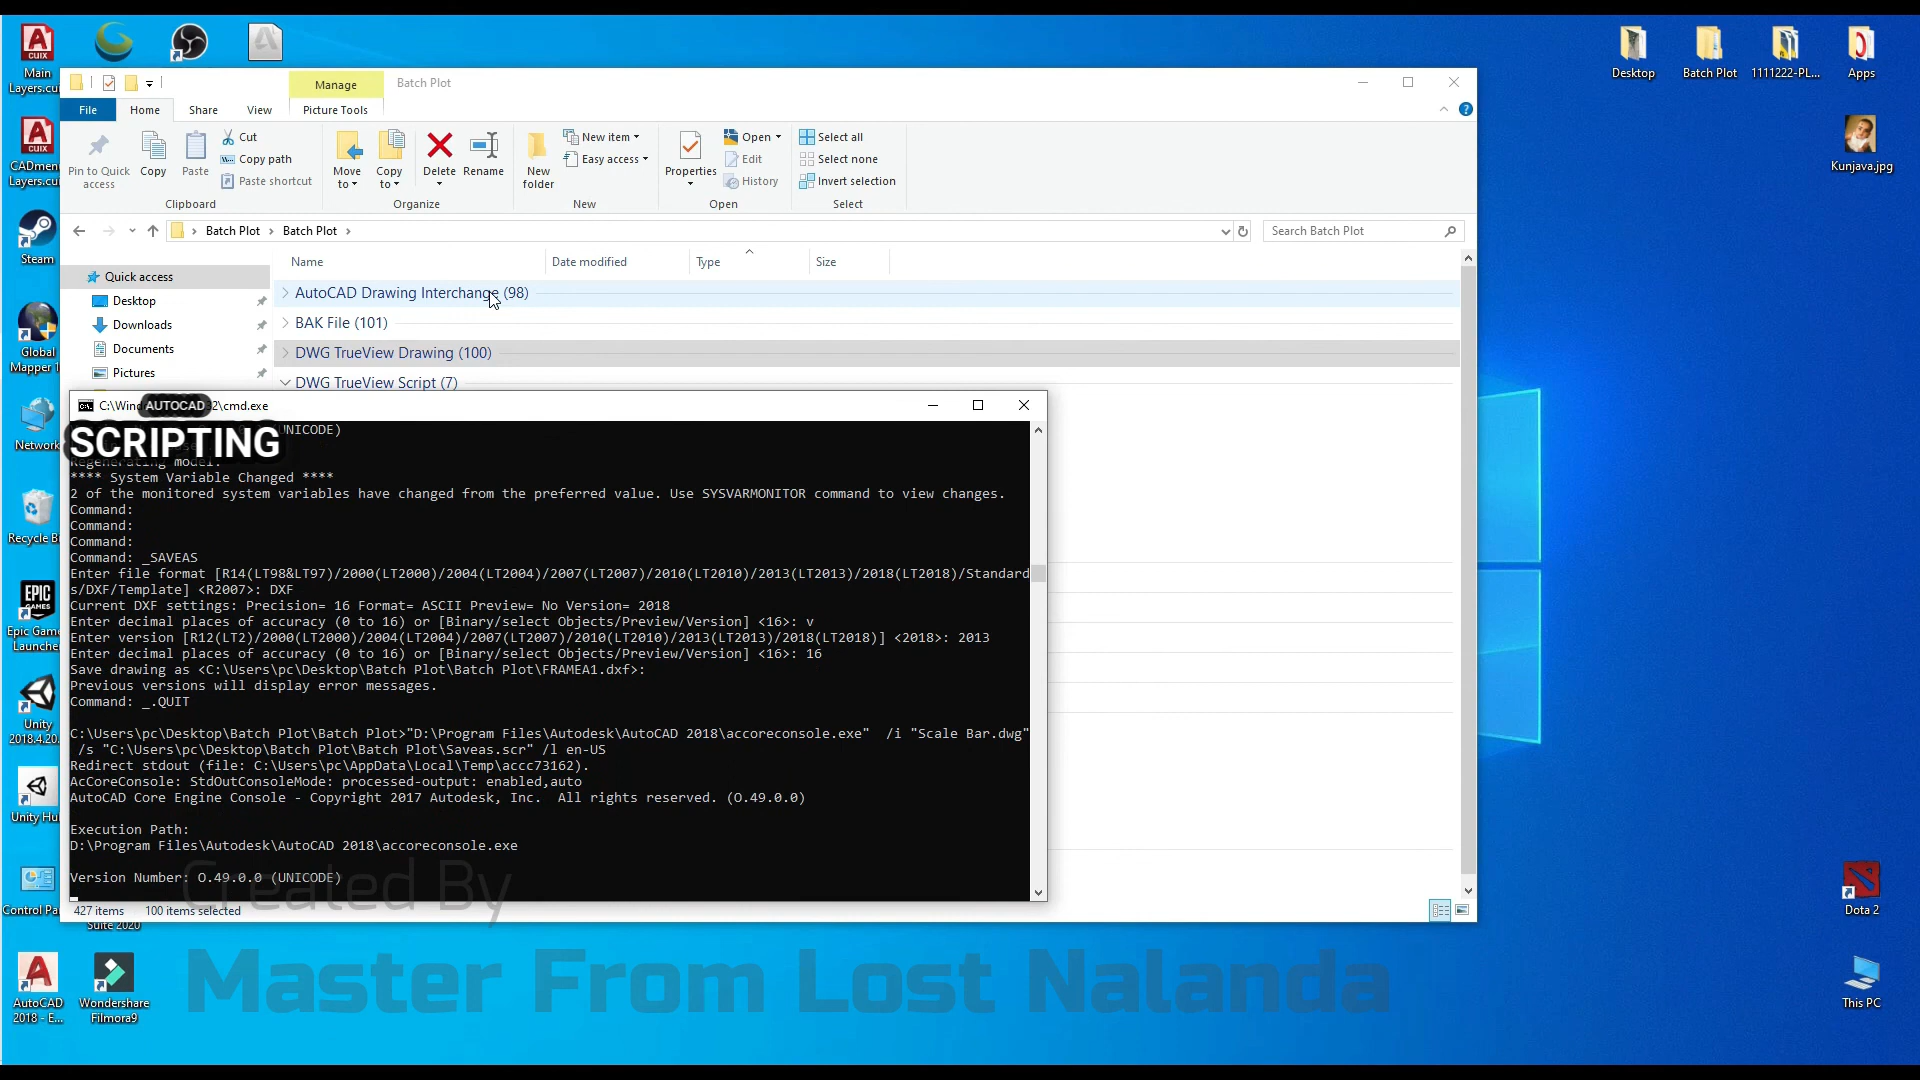 Main
Layers.cui
Desktop
Batch Plot
1111222-PL...
Apps
Manage
Batch Plot
File
Home
Share
View
Picture Tools
Pin to Quick
access
Copy
Paste
Cut
Copy path
Paste shortcut
Move
to
Copy
to
Delete
Rename
New
folder
New item
Easy access
Properties
Open
Edit
History
Select all
Select none
Invert selection
Clipboard
Organize
New
Open
Select
CADmen
Layers.cui
Kunjava.jpg
Batch Plot
Batch Plot
Search Batch Plot
Steam
Name
Date modified
Type
Size
Quick access
Desktop
Downloads
Documents
Pictures
AutoCAD Drawing Interchange (98)
BAK File (101)
DWG TrueView Drawing (100)
DWG TrueView Script (7)
Global
Mapper 1
Network
Recycle Bi
EPIC
GAMES
Epic Game
Launcher
Unity
2018.4.20.
Unity Hu
Control Pa
Suite 2020
AutoCAD
2018 - E...
Wondershare
Filmora9
C:\Wind
AUTOCAD
32\cmd.exe
SCRIPTING
UNICODE)
Regenerating model.
**** System Variable Changed ****
2 of the monitored system variables have changed from the preferred value. Use SYSVARMONITOR command to view changes.
Command:
Command:
Command:
Command: _SAVEAS
Enter file format [R14(LT98&LT97)/2000(LT2000)/2004(LT2004)/2007(LT2007)/2010(LT2010)/2013(LT2013)/2018(LT2018)/Standard
s/DXF/Template] <R2007>: DXF
Current DXF settings: Precision= 16 Format= ASCII Preview= No Version= 2018
Enter decimal places of accuracy (0 to 16) or [Binary/select Objects/Preview/Version] <16>: v
Enter version [R12(LT2)/2000(LT2000)/2004(LT2004)/2007(LT2007)/2010(LT2010)/2013(LT2013)/2018(LT2018)] <2018>: 2013
Enter decimal places of accuracy (0 to 16) or [Binary/select Objects/Preview/Version] <16>: 16
Save drawing as <C:\Users\pc\Desktop\Batch Plot\Batch Plot\FRAMEA1.dxf>:
Previous versions will display error messages.
Command: _.QUIT
C:\Users\pc\Desktop\Batch Plot\Batch Plot>"D:\Program Files\Autodesk\AutoCAD 2018\accoreconsole.exe"  /i "Scale Bar.dwg"
/s "C:\Users\pc\Desktop\Batch Plot\Batch Plot\Saveas.scr" /l en-US
Redirect stdout (file: C:\Users\pc\AppData\Local\Temp\accc73162).
AcCoreConsole: StdOutConsoleMode: processed-output: enabled,auto
AutoCAD Core Engine Console - Copyright 2017 Autodesk, Inc.  All rights reserved. (O.49.0.0)
Execution Path:
D:\Program Files\Autodesk\AutoCAD 2018\accoreconsole.exe
Version Number: O.49.0.0 (UNICODE)
Created By
427 items
100 items selected
Master From Lost Nalanda
Dota 2
This PC